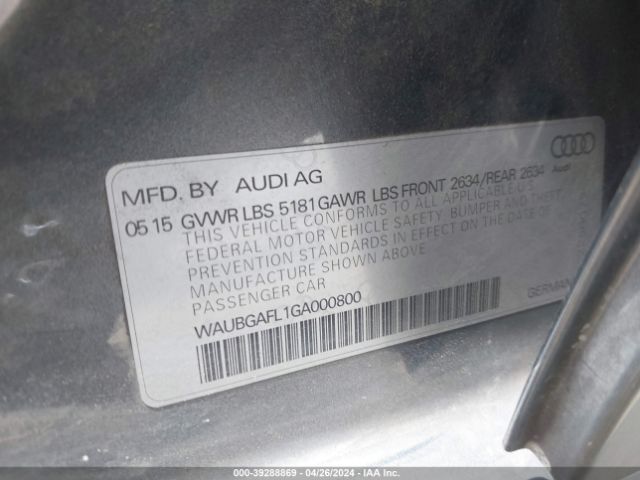 MFD. BY AUDI AG
Audi
05 15 GVWR LBS 5181 GAWR LBS FRONT 2634/REAR 2634
THIS VEHICLE CONFORMS TO ALL APPLICABLE U.S.
FEDERAL MOTOR VEHICLE SAFETY, BUMPER AND THEFT
PREVENTION STANDARDS IN EFFECT ON THE DATE OF
MANUFACTURE SHOWN ABOVE
PASSENGER CAR
WAUBGAFL1GA000800
GERMAN
000-39288869 - 04/26/2024 - IAA Inc.